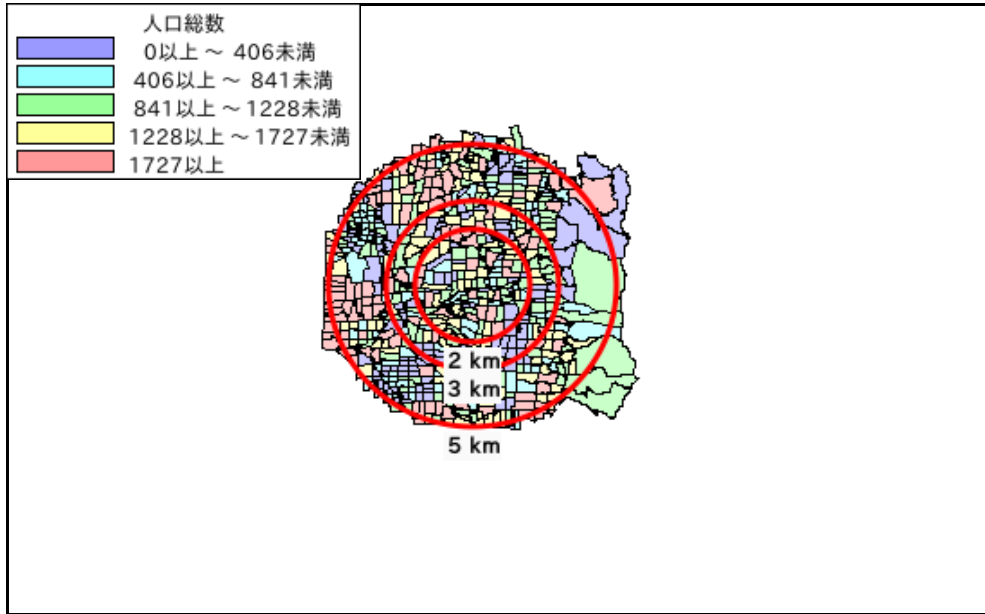 人口総数
0以上 ～ 406未満
406以上 ～ 841未満
841以上 ～ 1228未満
1228以上 ～ 1727未満
1727以上
2 km
3 km
5 km